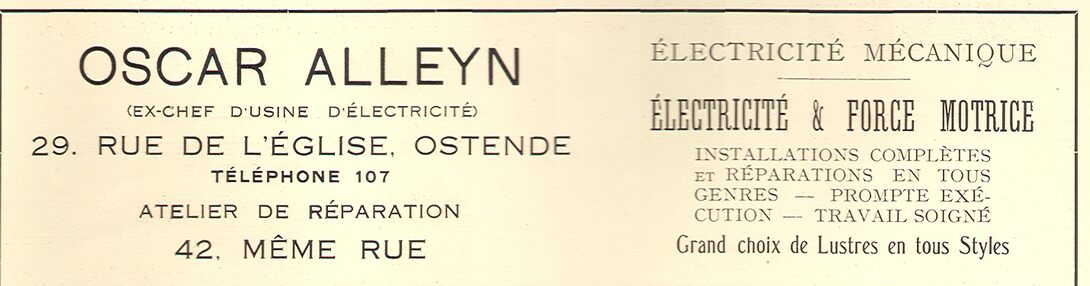 OSCAR ALLEYN
(EX-CHEF D'USINE D'ÉLECTRICITÉ)
29. RUE DE L'ÉGLISE, OSTENDE
TÉLÉPHONE 107
ATELIER DE RÉPARATION
42, MÊME RUE
ÉLECTRICITÉ MÉCANIQUE
ÉLECTRICITÉ & FORCE MOTRICE
INSTALLATIONS COMPLÈTES
ET RÉPARATIONS EN TOUS
GENRES — PROMPTE EXÉ-
CUTION — TRAVAIL SOIGNÉ
Grand choix de Lustres en tous Styles